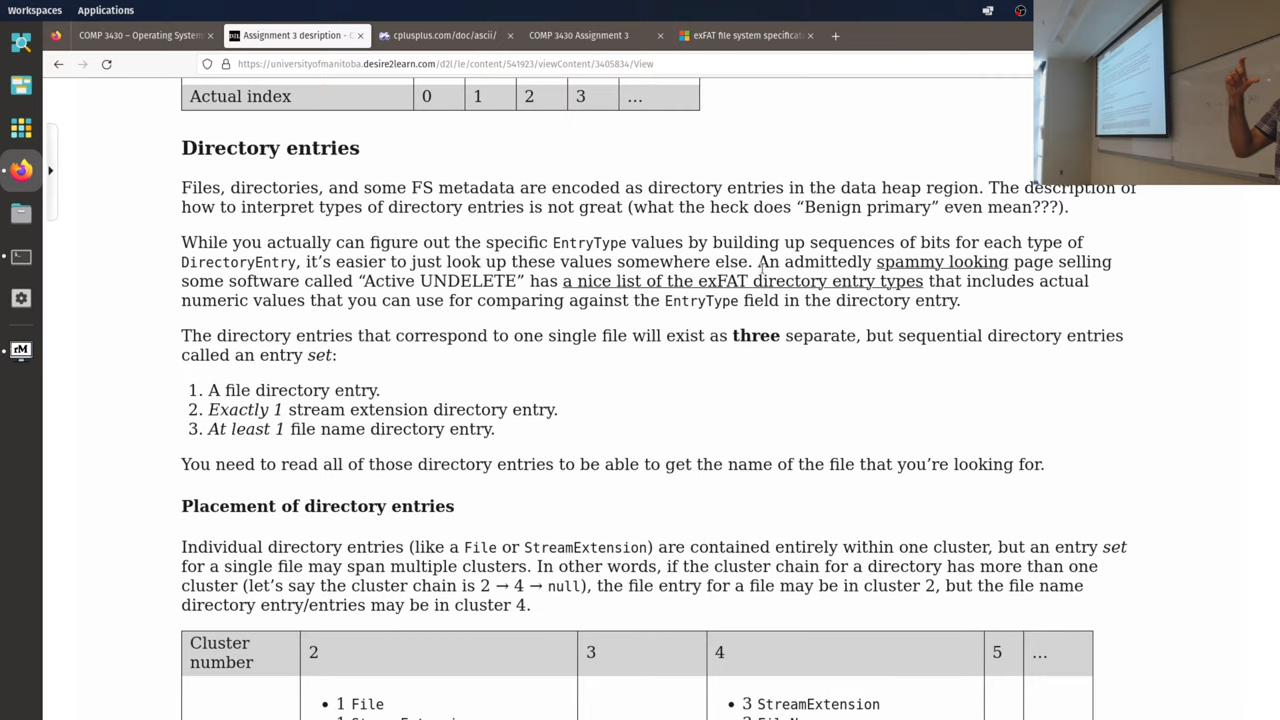 Workspaces Applications
COMP 3430 – Operating System
Assignment 3 desription - C
cplusplus.com/doc/ascii/
COMP 3430 Assignment 3
exFAT file system specificat
https://universityofmanitoba.desire2learn.com/d2l/le/content/541923/viewContent/3405834/View
Actual index 0 1 2 3 ...
Directory entries
Files, directories, and some FS metadata are encoded as directory entries in the data heap region. The description of
how to interpret types of directory entries is not great (what the heck does “Benign primary” even mean???).
While you actually can figure out the specific EntryType values by building up sequences of bits for each type of
DirectoryEntry, it’s easier to just look up these values somewhere else. An admittedly spammy looking page selling
some software called “Active UNDELETE” has a nice list of the exFAT directory entry types that includes actual
numeric values that you can use for comparing against the EntryType field in the directory entry.
The directory entries that correspond to one single file will exist as three separate, but sequential directory entries
called an entry set:
1. A file directory entry.
2. Exactly 1 stream extension directory entry.
3. At least 1 file name directory entry.
You need to read all of those directory entries to be able to get the name of the file that you’re looking for.
Placement of directory entries
Individual directory entries (like a File or StreamExtension) are contained entirely within one cluster, but an entry set
for a single file may span multiple clusters. In other words, if the cluster chain for a directory has more than one
cluster (let’s say the cluster chain is 2 → 4 → null), the file entry for a file may be in cluster 2, but the file name
directory entry/entries may be in cluster 4.
Cluster number 2 3 4 5 ...
• 1 File
• 3 StreamExtension
rM